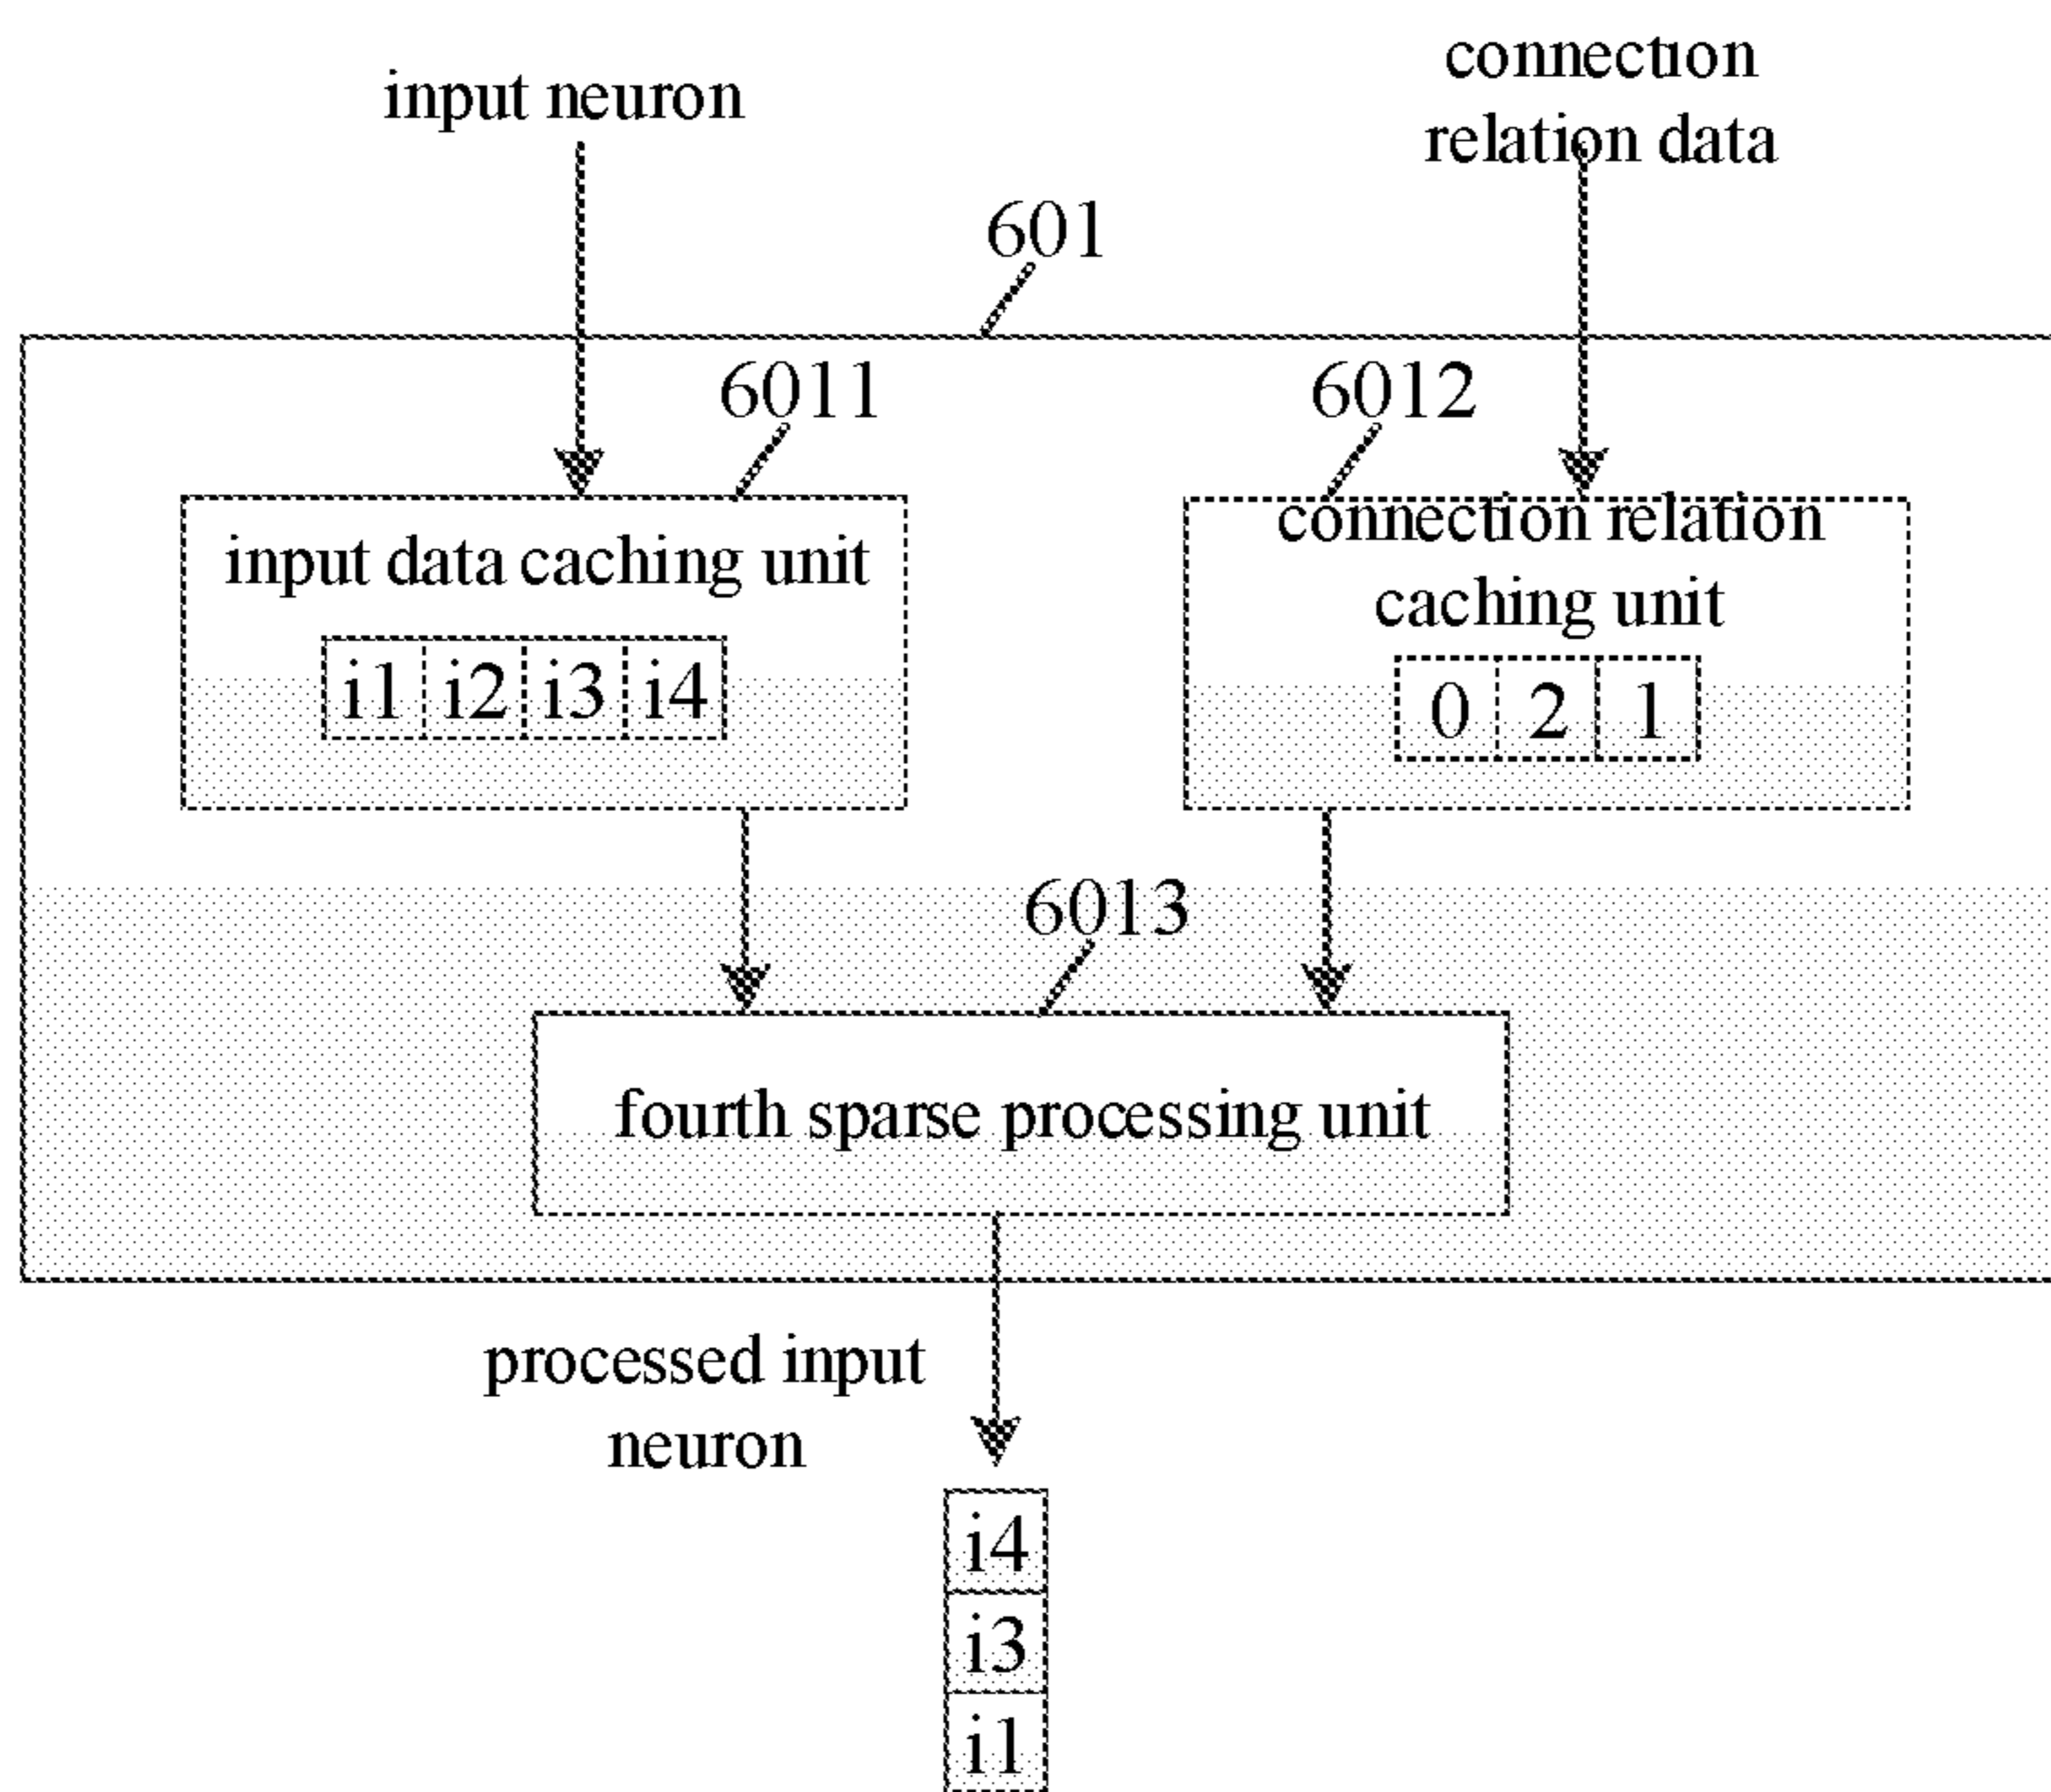 connection
input neuron
relation data
601
6011
6012
input data caching unit
connection relation
caching unit
i1 i2 i3 i4
0 2 1
6013
fourth sparse processing unit
processed input
neuron
i4
i3
i1